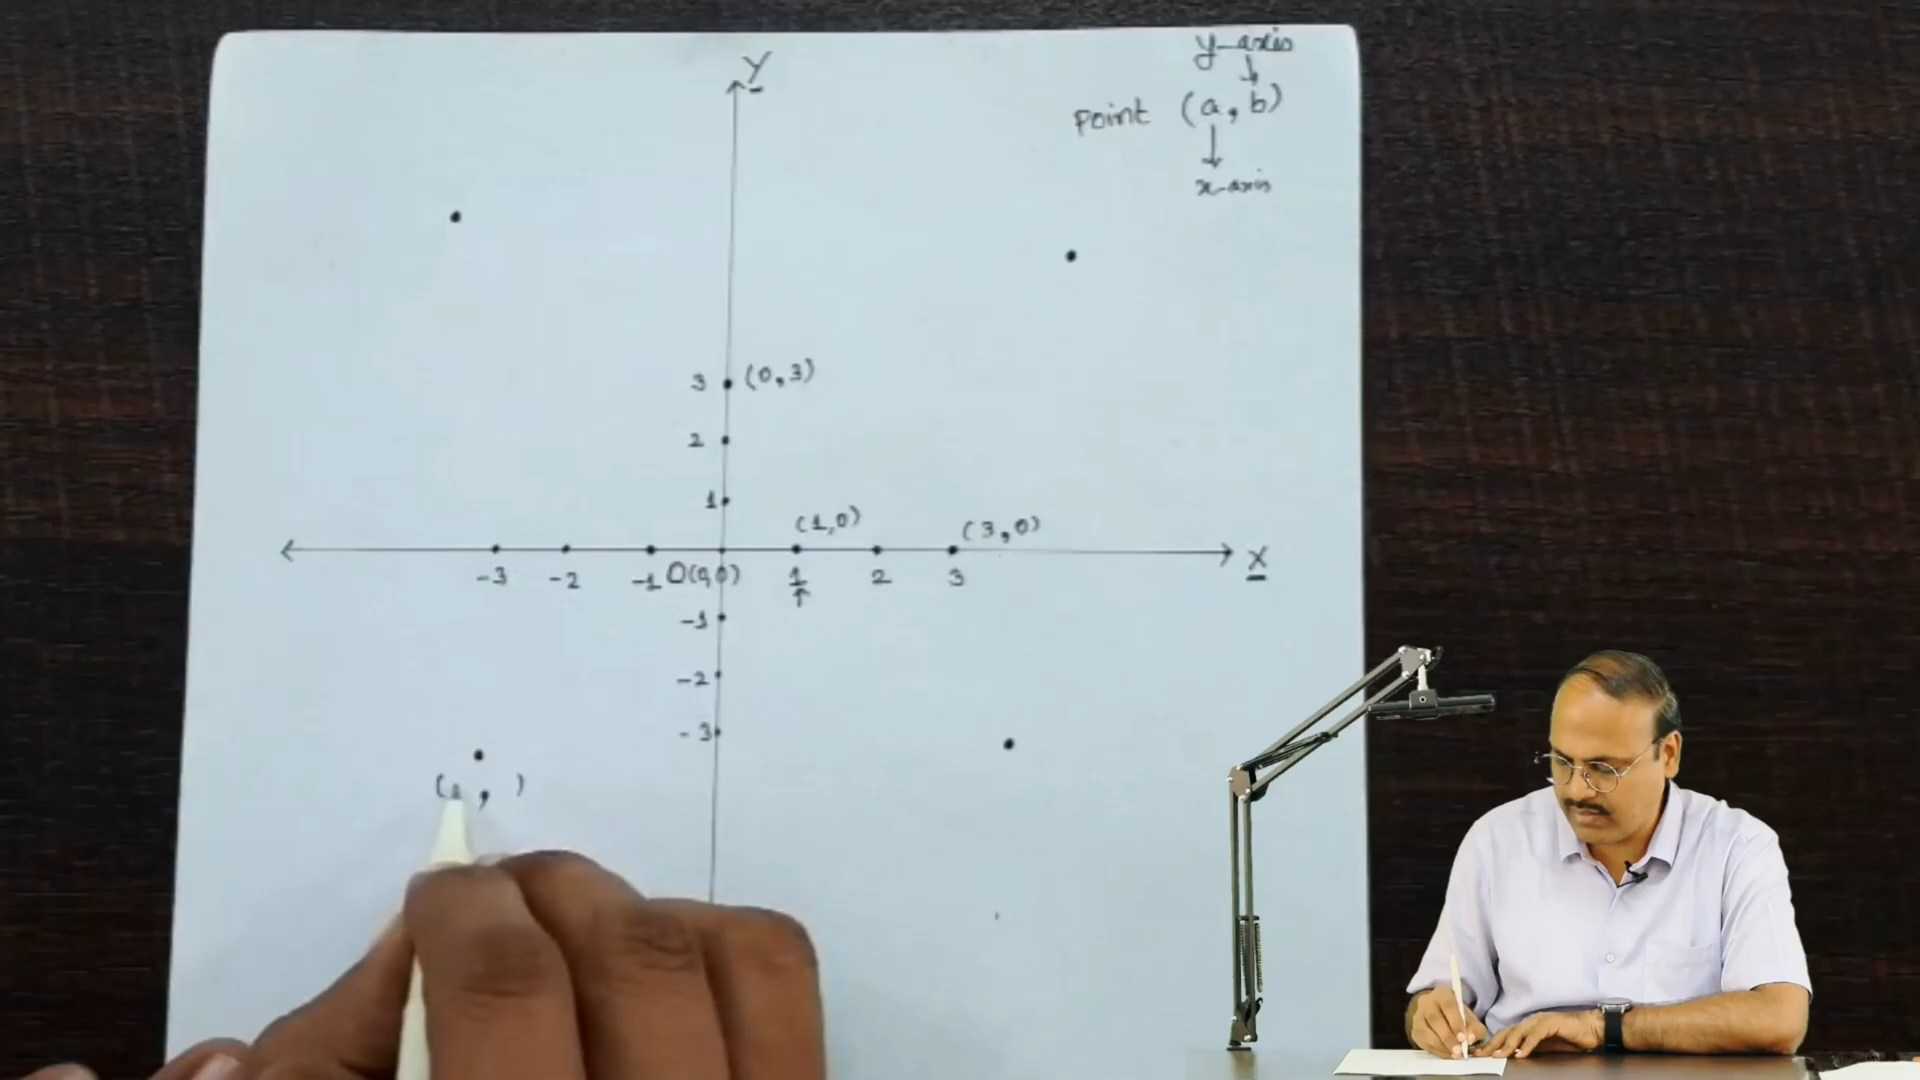 y-axis
Point (a, b)
x-axis
Y
3 (0, 3)
2
1
(1, 0) (3, 0)
-3 -2 -1 O(0,0) 1 2 3 X
-1
-2
-3
( , )